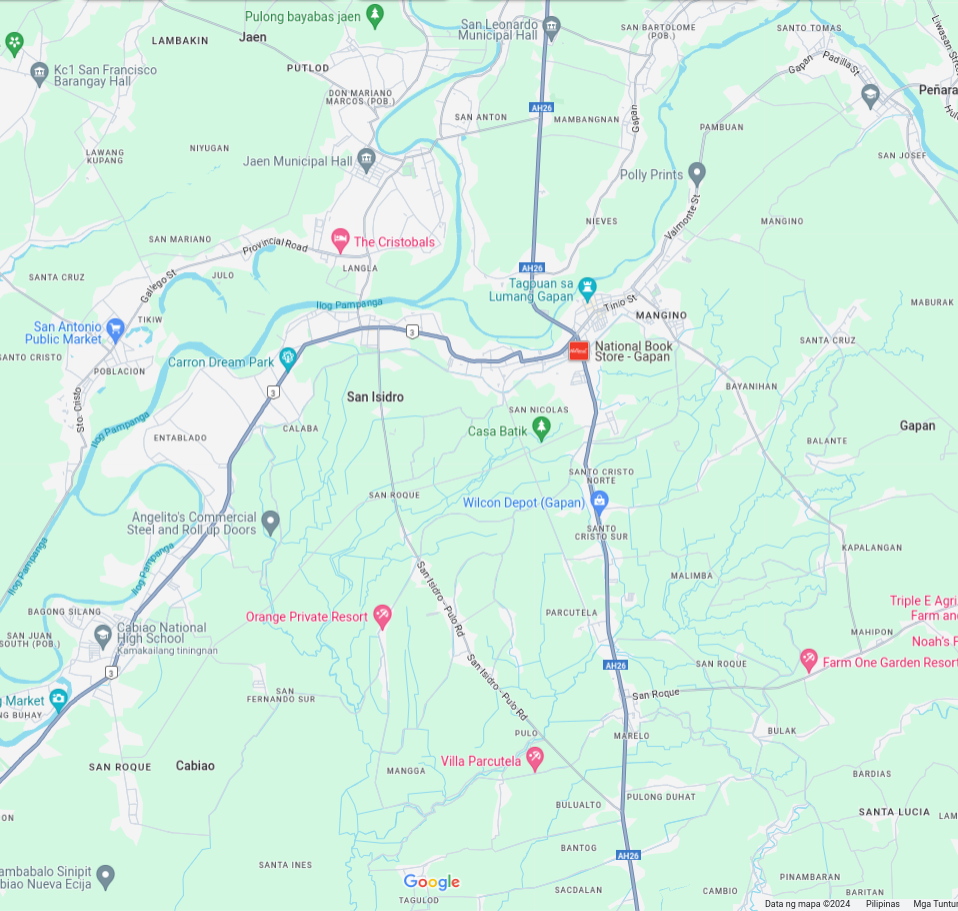 Pulong bayabas jaen
San Leonardo
Municipal Hall
SAN BARTOLOME
(POB.)
SANTO TOMAS
Liwasan Street
LAMBAKIN
Jaen
Kc1 San Francisco
Barangay Hall
PUTLOD
Gapan
Padilla St
Peñara
DON MARIANO
MARCOS (POB.)
AH26
SAN ANTON
MAMBANGNAN
Gapan
PAMBUAN
LAWANG
KUPANG
NIYUGAN
Jaen Municipal Hall
SAN JOSEF
Polly Prints
Valmonte St
NIEVES
MANGINO
SAN MARIANO
Provincial Road
The Cristobals
LANGLA
AH26
SANTA CRUZ
JULO
Gallego St
Tagpuan sa
Lumang Gapan
Ilog Pampanga
Tinio St
MANGINO
MABURAK
TIKIW
San Antonio
Public Market
3
SANTA CRUZ
SANTO CRISTO
Carron Dream Park
National Book
Store - Gapan
POBLACION
BAYANIHAN
Sto. Cristo
3
San Isidro
SAN NICOLAS
Ilog Pampanga
CALABA
Casa Batik
Gapan
ENTABLADO
BALANTE
SANTO CRISTO
NORTE
SAN ROQUE
Wilcon Depot (Gapan)
Angelito's Commercial
Steel and Roll up Doors
SANTO
CRISTO SUR
KAPALANGAN
Ilog Pampanga
Ilog Pampanga
San Isidro - Pulo Rd
MALIMBA
BAGONG SILANG
Orange Private Resort
PARCUTELA
Triple E Agri
Farm and
Cabiao National
High School
Kamakailang tiningnan
SAN JUAN
SOUTH (POB.)
MAHIPON
Noah's F
3
San Isidro - Pulo Rd
AH26
SAN ROQUE
Farm One Garden Resort
SAN
FERNANDO SUR
San Roque
g Market
NG BUHAY
PULO
MARELO
BULAK
SAN ROQUE
Cabiao
MANGGA
Villa Parcutela
BARDIAS
BULUALTO
PULONG DUHAT
SANTA LUCIA
LAM
ON
BANTOG
AH26
SANTA INES
ambabalo Sinipit
biao Nueva Ecija
Google
TAGULOD
SACDALAN
CAMBIO
PINAMBARAN
BARITAN
Data ng mapa ©2024
Pilipinas
Mga Tuntun